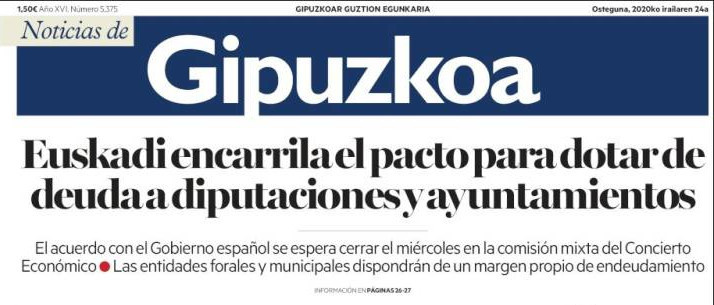 1,50€ Año XVI. Número 5.375 GIPUZKOAR GUZTION EGUNKARIA Osteguna, 2020ko irailaren 24a
Noticias de
Gipuzkoa
Euskadi encarrila el pacto para dotar de
deuda a diputaciones y ayuntamientos
El acuerdo con el Gobierno español se espera cerrar el miércoles en la comisión mixta del Concierto
Económico ● Las entidades forales y municipales dispondrán de un margen propio de endeudamiento
INFORMACIÓN EN PÁGINAS 26-27